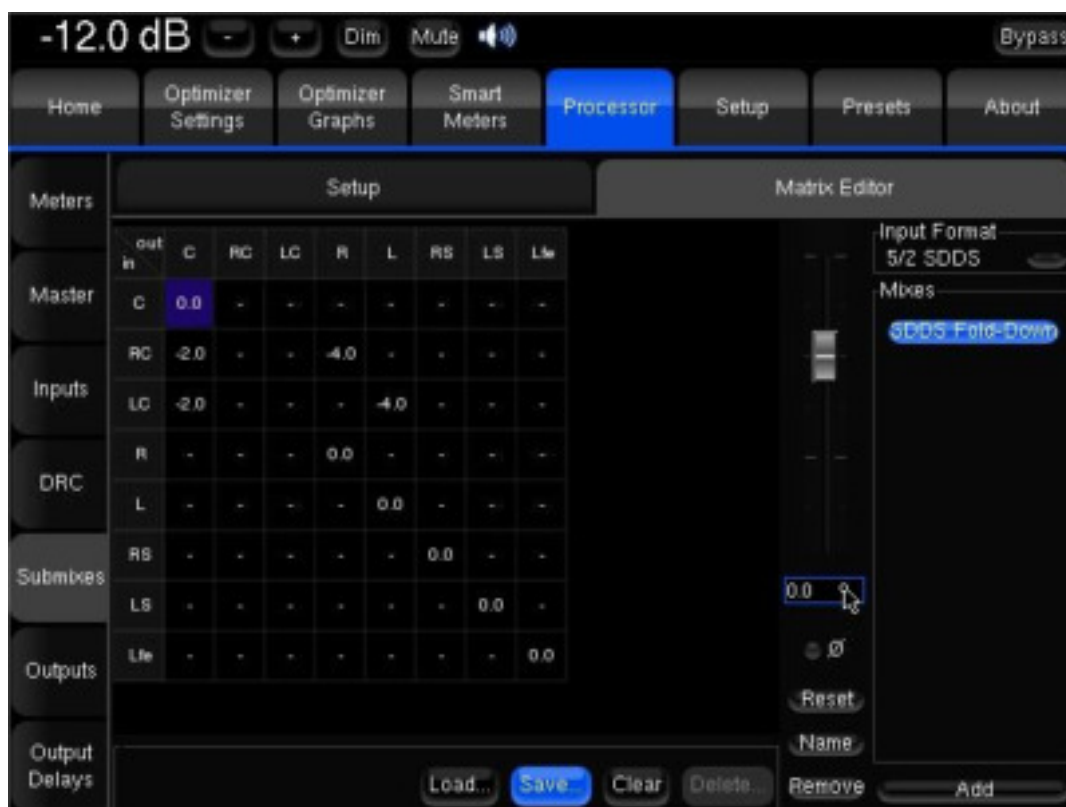 -12.0 dB - + Dim Mute Bypass
Home Optimizer Settings Optimizer Graphs Smart Meters Processor Setup Presets About
Setup Matrix Editor
Meters
Master
Inputs
DRC
Submixes
Outputs
Output Delays
in out C RC LC R L RS LS Lfe
C 0.0 - - - - - - -
RC -2.0 - - -4.0 - - - -
LC -2.0 - - - -4.0 - - -
R - - - 0.0 - - - -
L - - - - 0.0 - - -
RS - - - - - 0.0 - -
LS - - - - - - 0.0 -
Lfe - - - - - - - 0.0
Input Format
5/2 SDDS
Mixes
SDDS Fold-Down
0.0
Ø
Reset
Name
Remove
Load... Save... Clear Delete...
Add